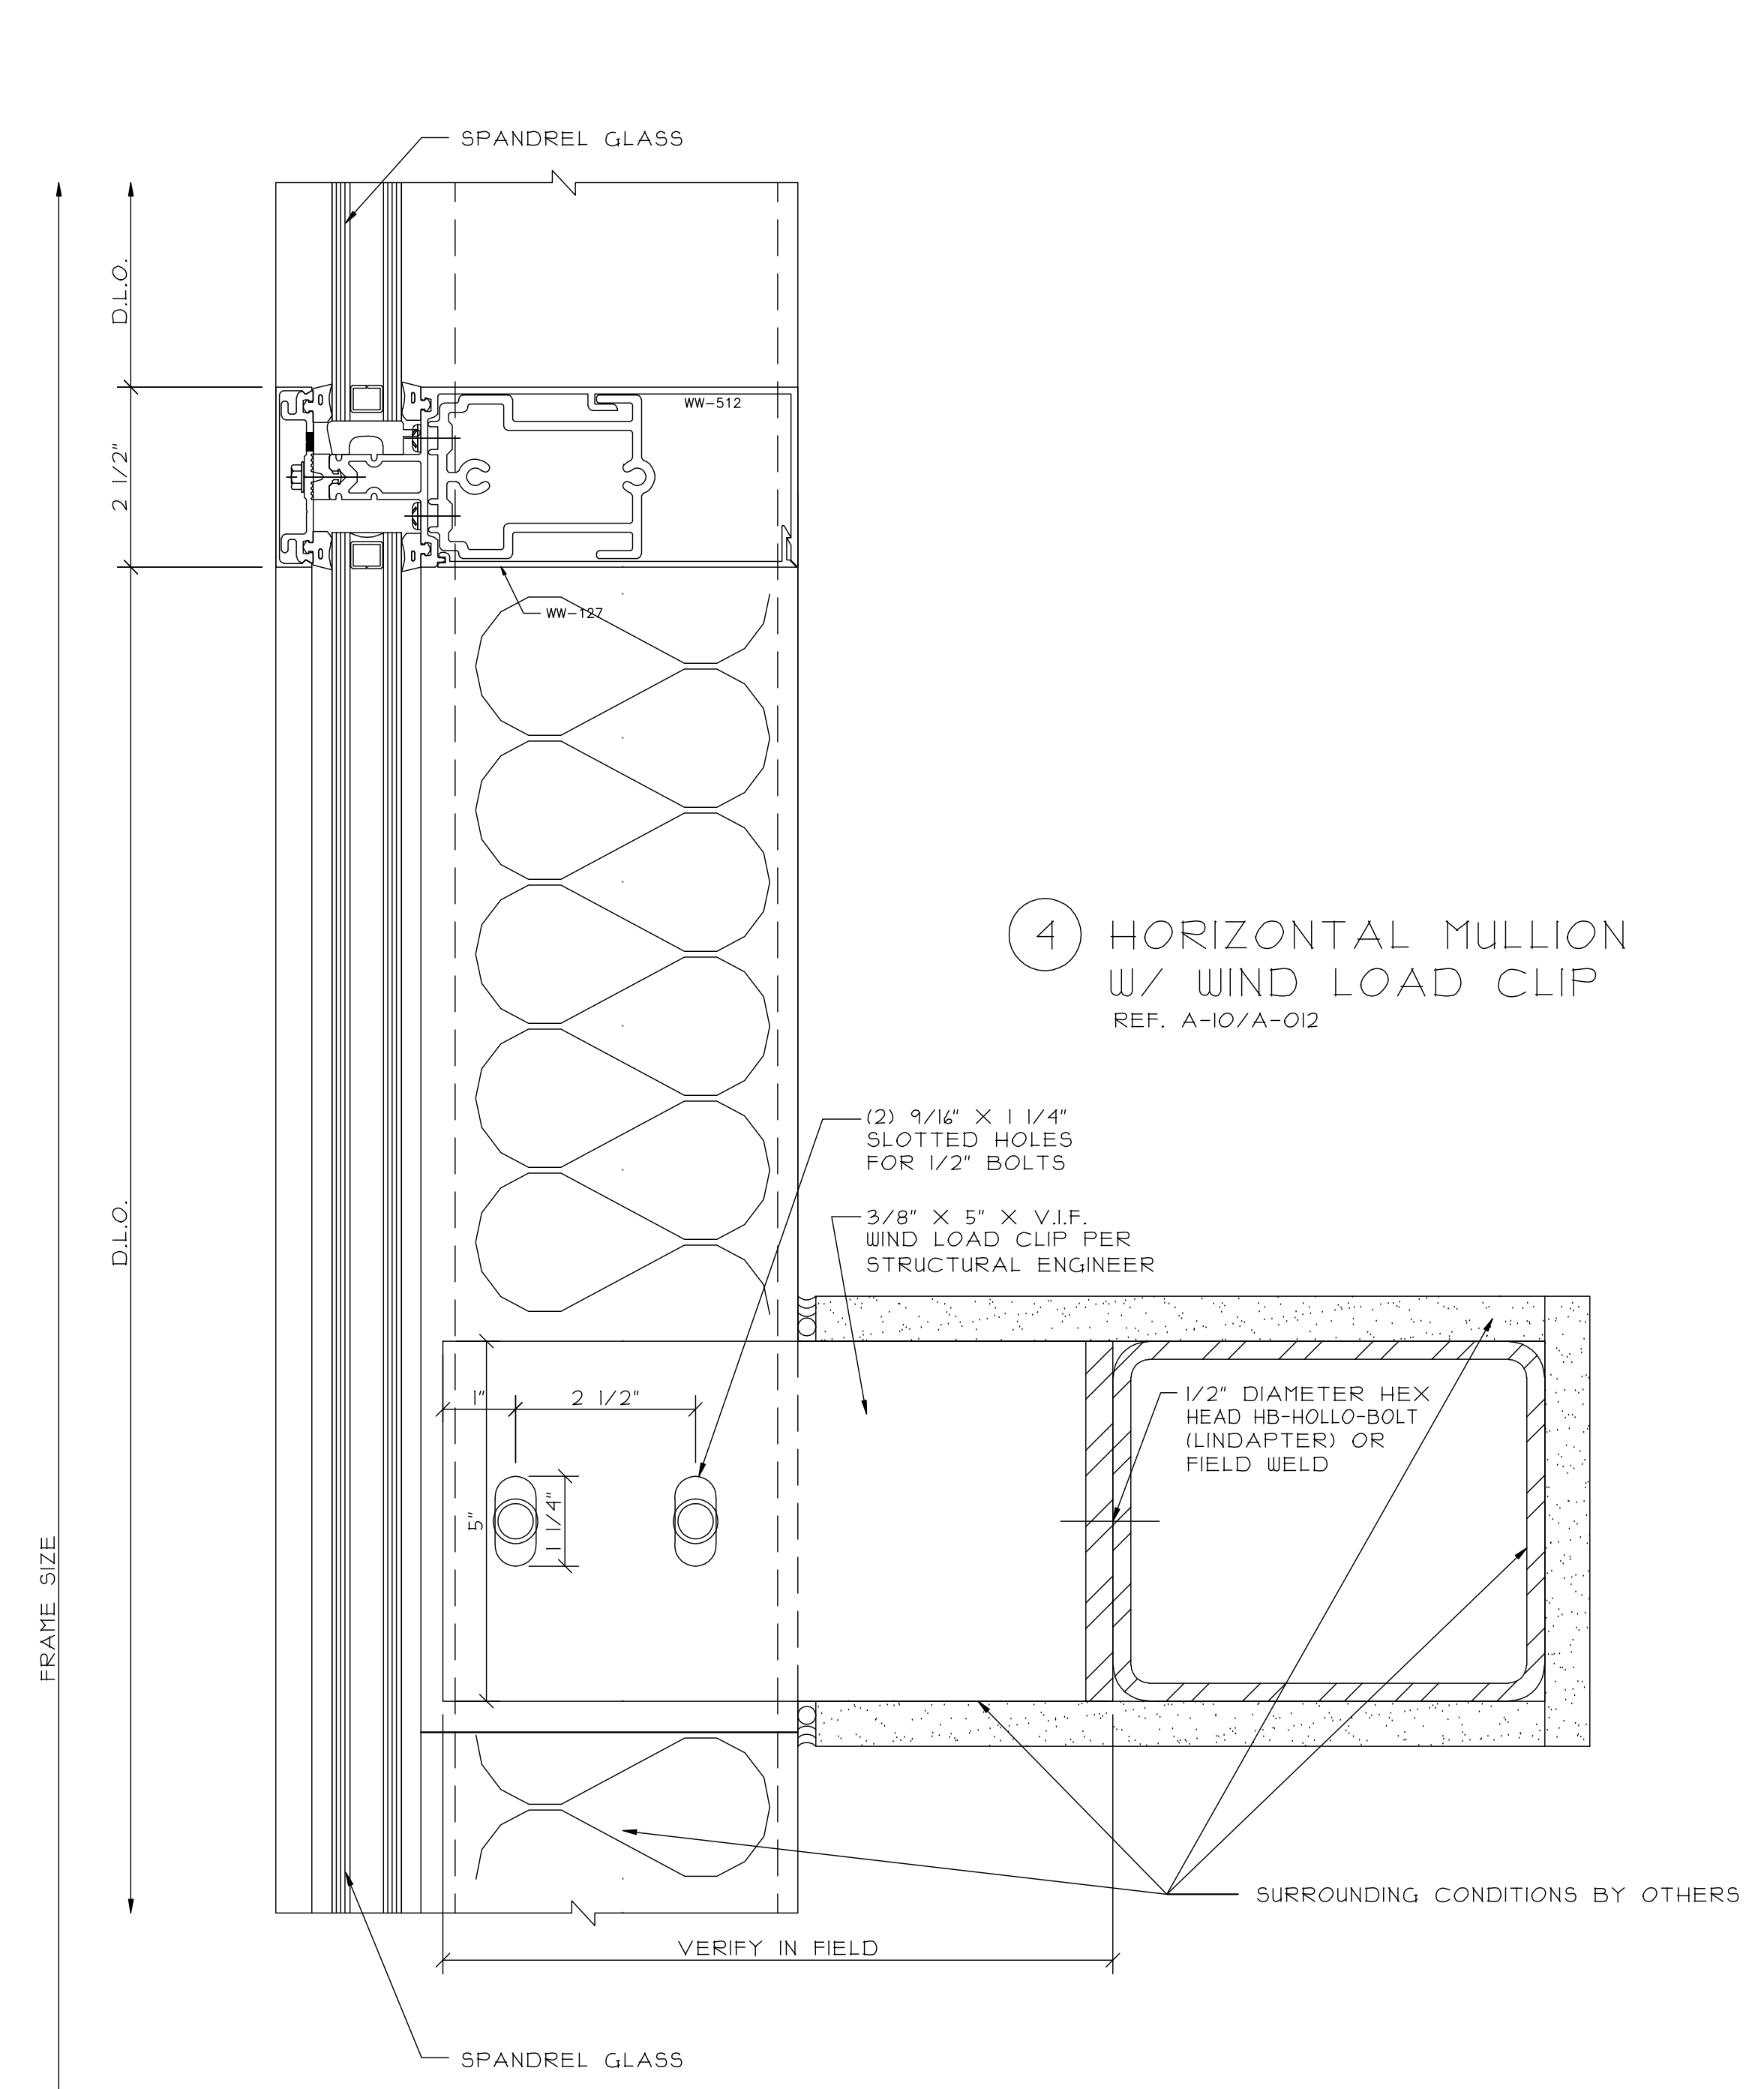 SPANDREL GLASS
D.L.O.
WW-512
2 1/2"
WW-127
4 HORIZONTAL MULLION
W/ WIND LOAD CLIP
REF. A-10/A-012
(2) 9/16" X 1 1/4"
SLOTTED HOLES
FOR 1/2" BOLTS
D.L.O.
3/8" X 5" X V.I.F.
WIND LOAD CLIP PER
STRUCTURAL ENGINEER
1"
2 1/2"
1/2" DIAMETER HEX
HEAD HB-HOLLO-BOLT
(LINDAPTER) OR
FIELD WELD
5"
1 1/4"
FRAME SIZE
SURROUNDING CONDITIONS BY OTHERS
VERIFY IN FIELD
SPANDREL GLASS